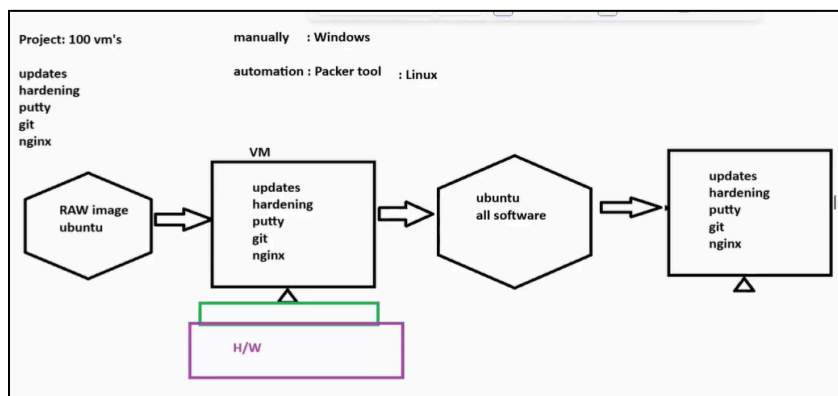 Project: 100 vm's
manually : Windows
automation : Packer tool : Linux
updates
hardening
putty
git
nginx
RAW image
ubuntu
VM
updates
hardening
putty
git
nginx
H/W
ubuntu
all software
updates
hardening
putty
git
nginx